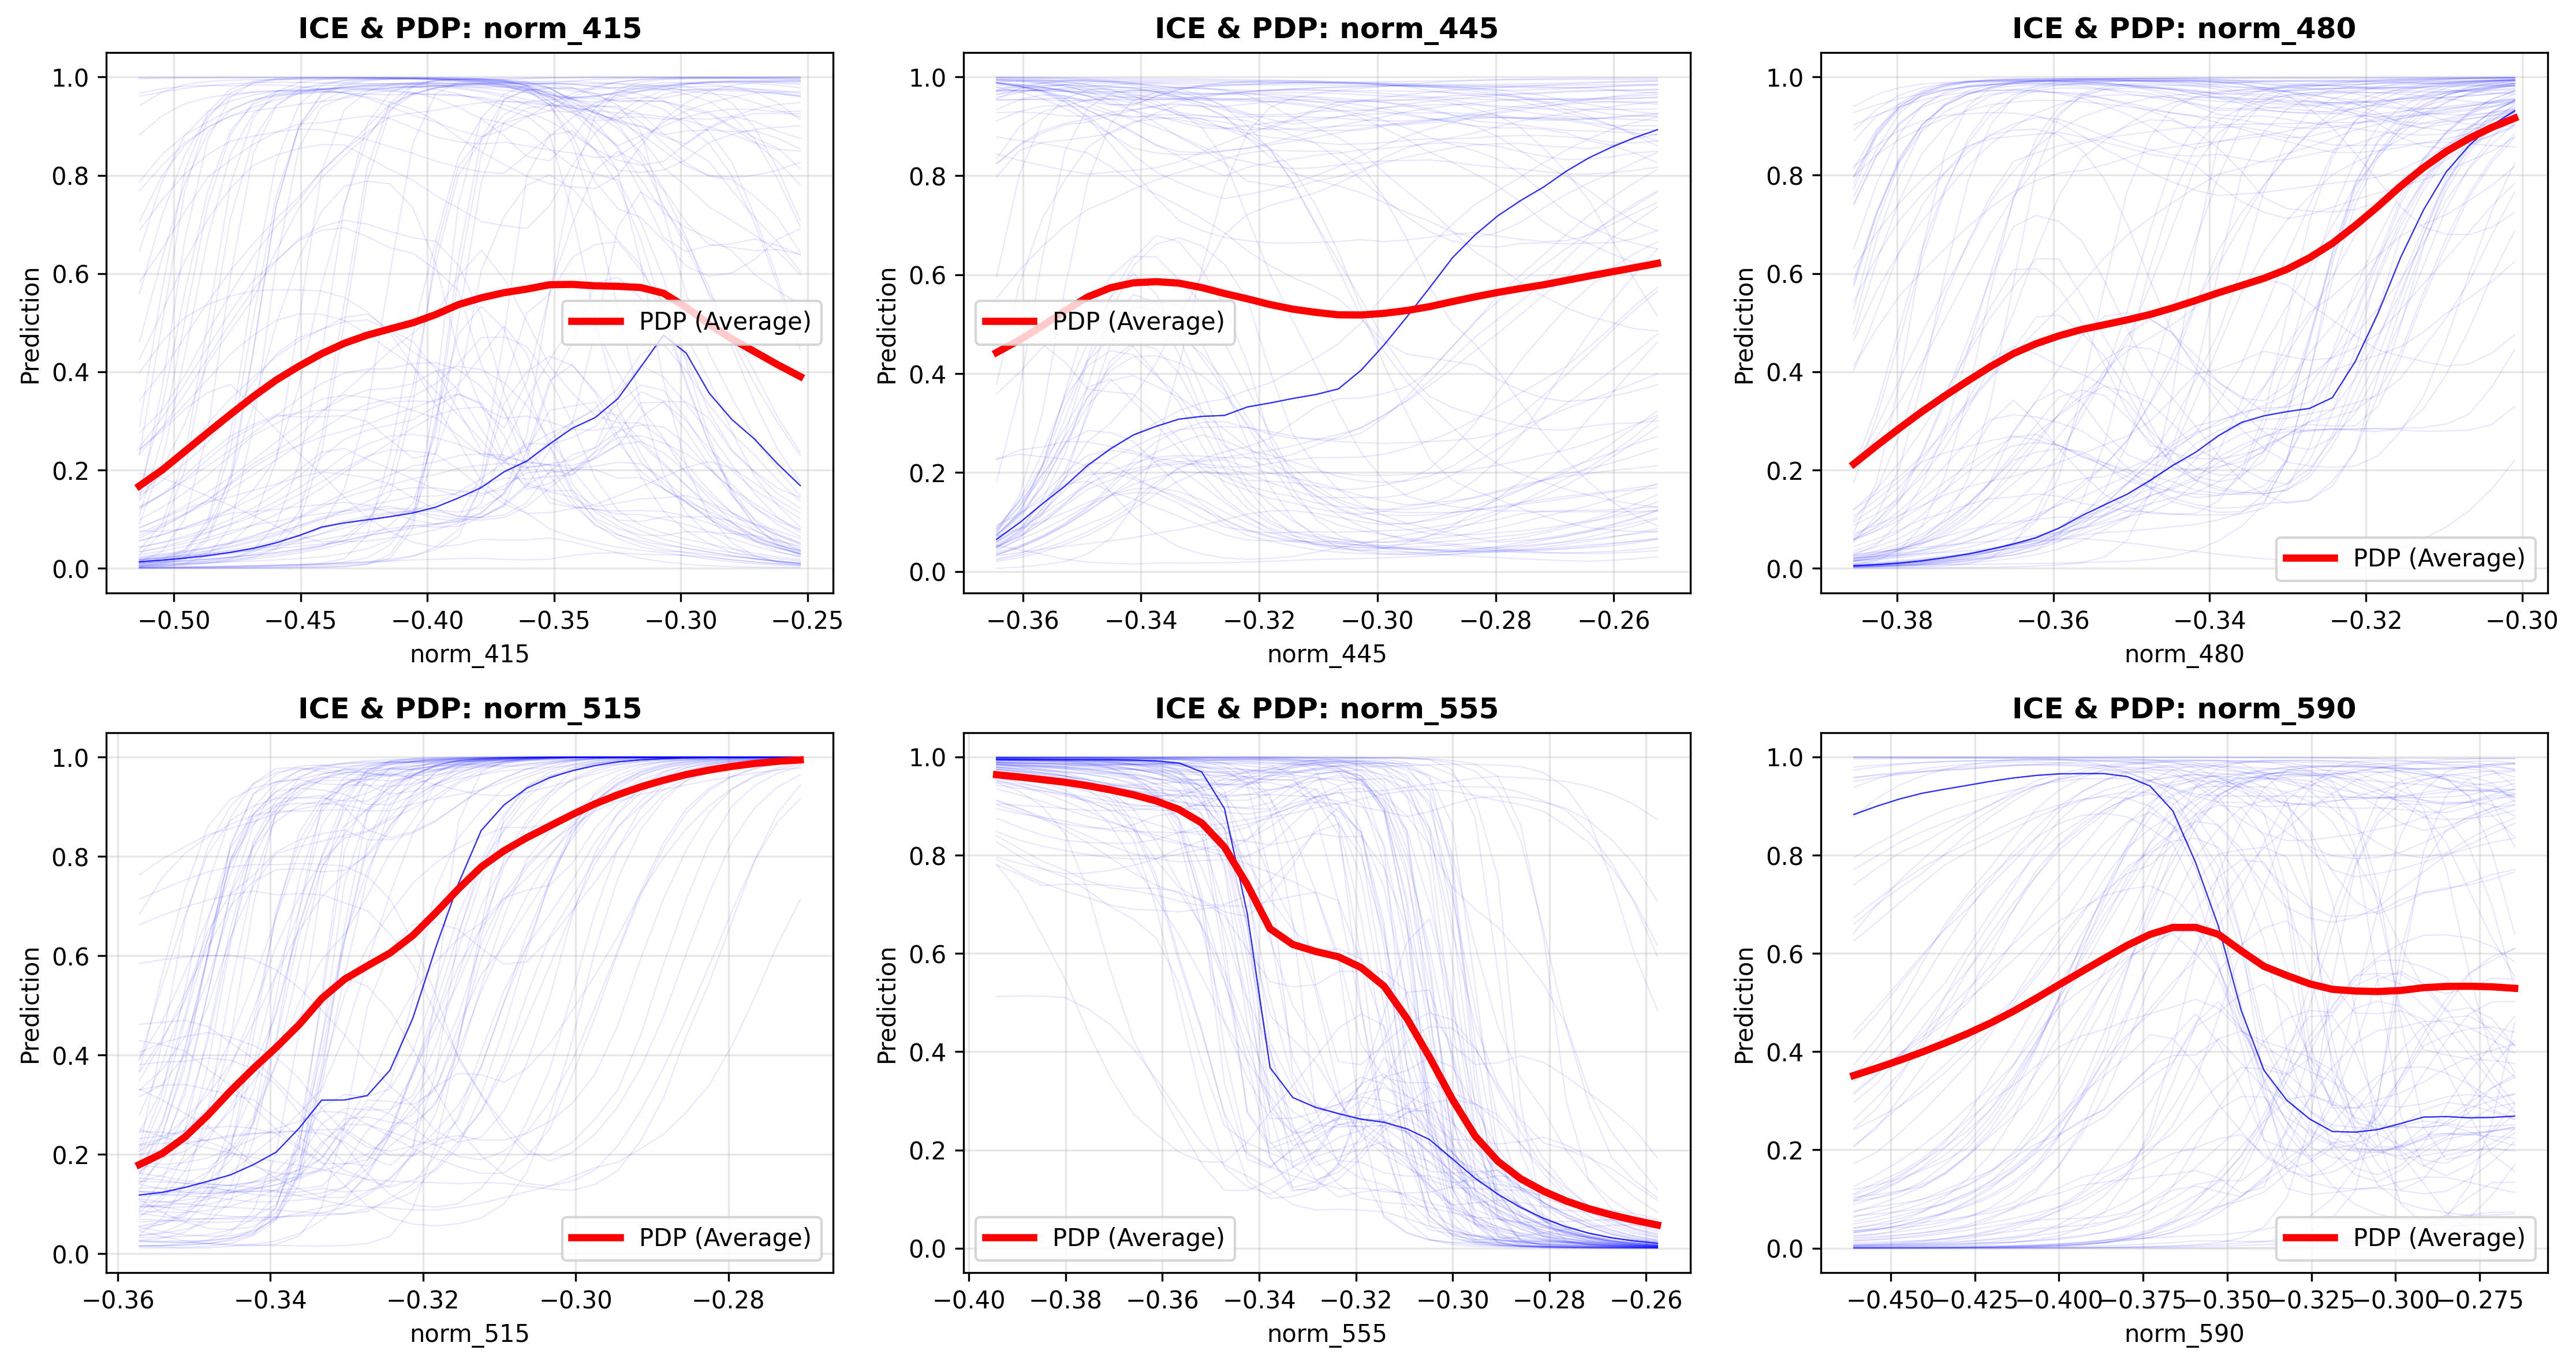 ICE & PDP: norm_415
1.0
0.8
0.6
0.4
0.2
0.0
Prediction
PDP (Average)
−0.50 −0.45 −0.40 −0.35 −0.30 −0.25
norm_415
ICE & PDP: norm_445
1.0
0.8
0.6
0.4
0.2
0.0
Prediction
PDP (Average)
−0.36 −0.34 −0.32 −0.30 −0.28 −0.26
norm_445
ICE & PDP: norm_480
1.0
0.8
0.6
0.4
0.2
0.0
Prediction
PDP (Average)
−0.38 −0.36 −0.34 −0.32 −0.30
norm_480
ICE & PDP: norm_515
1.0
0.8
0.6
0.4
0.2
0.0
Prediction
PDP (Average)
−0.36 −0.34 −0.32 −0.30 −0.28
norm_515
ICE & PDP: norm_555
1.0
0.8
0.6
0.4
0.2
0.0
Prediction
PDP (Average)
−0.40 −0.38 −0.36 −0.34 −0.32 −0.30 −0.28 −0.26
norm_555
ICE & PDP: norm_590
1.0
0.8
0.6
0.4
0.2
0.0
Prediction
PDP (Average)
−0.450 −0.425 −0.400 −0.375 −0.350 −0.325 −0.300 −0.275
norm_590